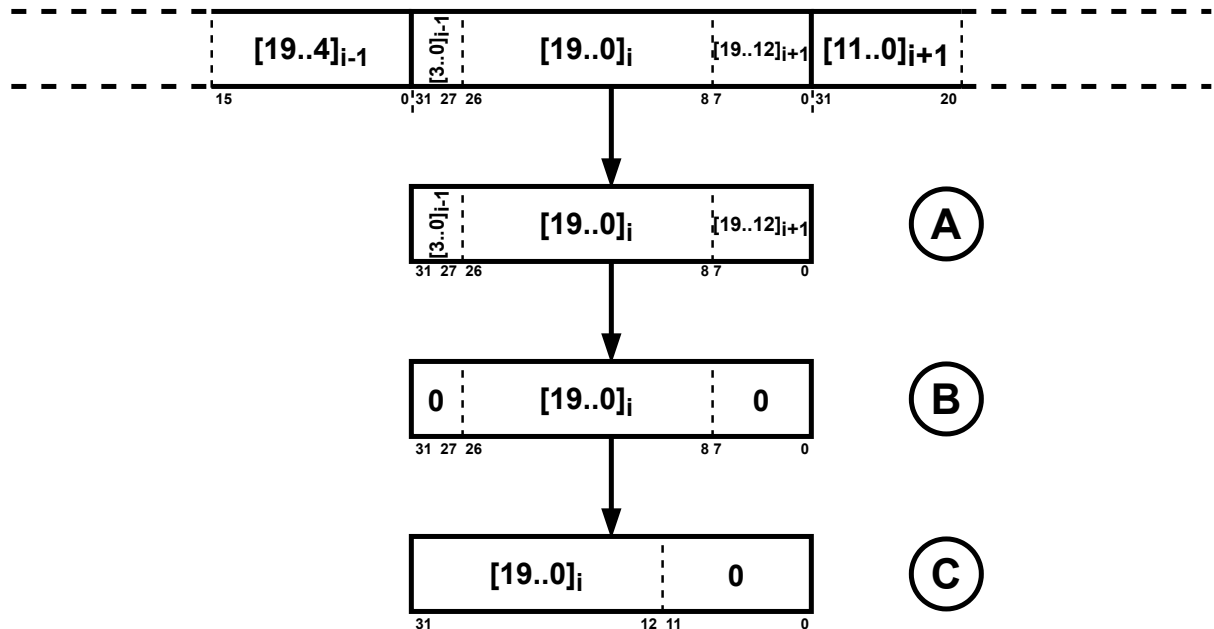 [19..4]i-1 [3..0]i-1 [19..0]i [19..12]i+1 [11..0]i+1
15 0 31 27 26 8 7 0 31 20
[3..0]i-1 [19..0]i [19..12]i+1 A
31 27 26 8 7 0
0 [19..0]i 0 B
31 27 26 8 7 0
[19..0]i 0 C
31 12 11 0